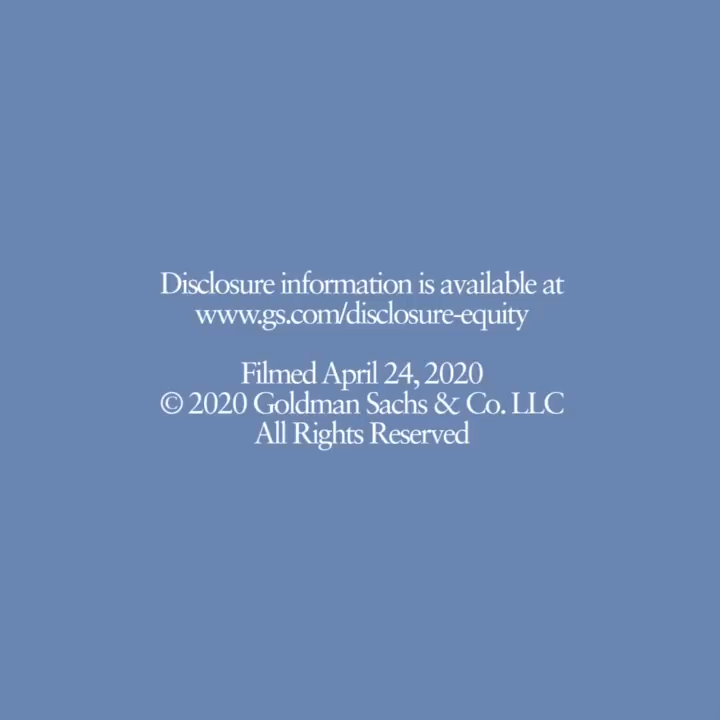 Disclosure information is available at
www.gs.com/disclosure-equity
Filmed April 24, 2020
© 2020 Goldman Sachs & Co. LLC
All Rights Reserved